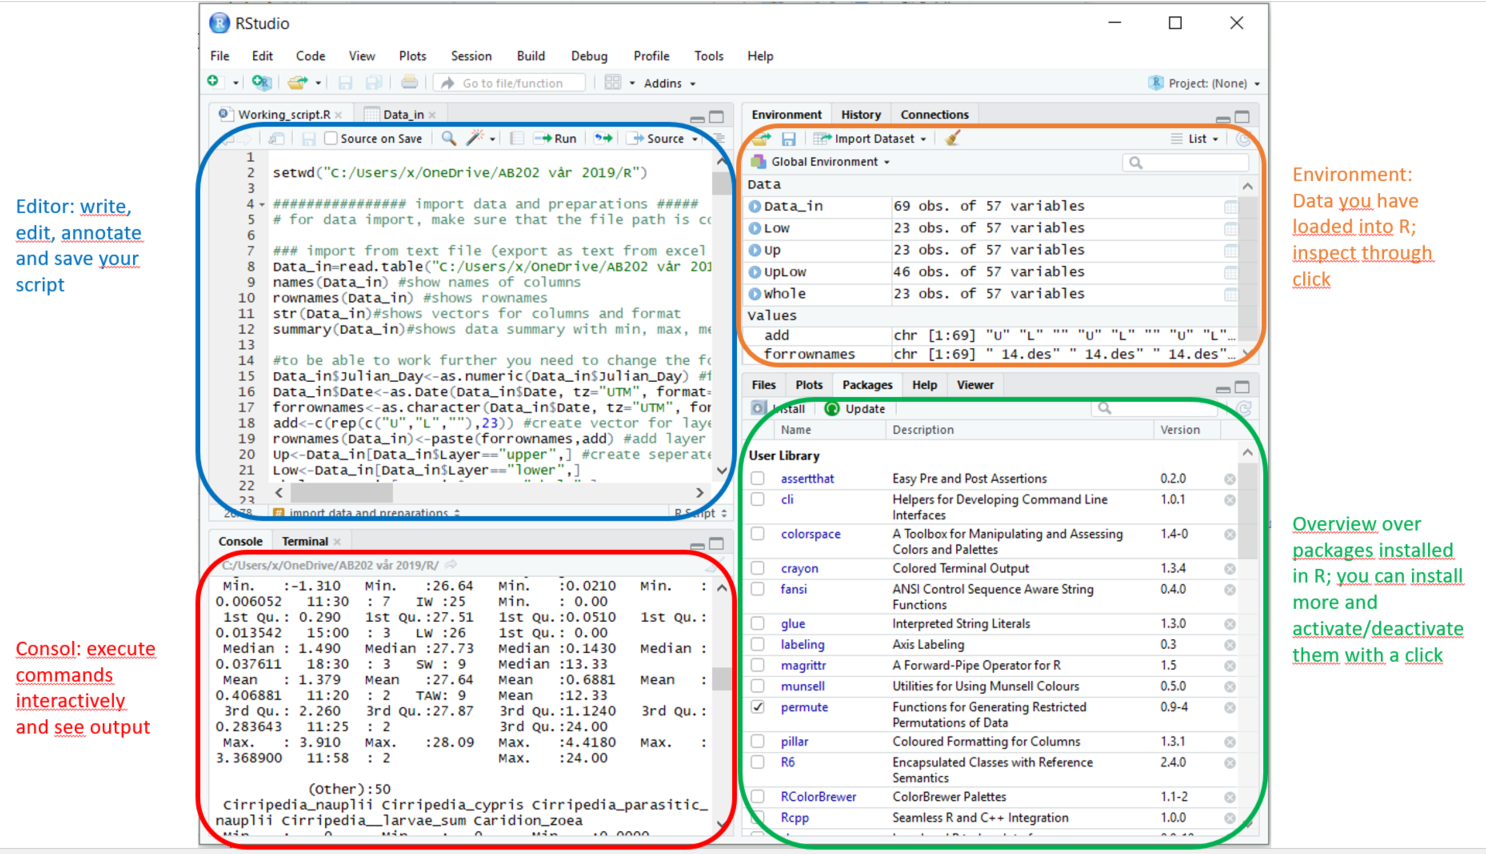 RStudio
File Edit Code View Plots Session Build Debug Profile Tools Help
Go to file/function Addins Project: (None)
Working_script.R Data_in
Source on Save Run Source
1
2 setwd("C:/Users/x/OneDrive/AB202 vår 2019/R")
3
4 ################ import data and preparations #####
5 # for data import, make sure that the file path is co
6
7 ### import from text file (export as text from excel
8 Data_in=read.table("C:/Users/x/OneDrive/AB202 vår 201
9 names(Data_in) #show names of columns
10 rownames(Data_in) #shows rownames
11 str(Data_in)#shows vectors for columns and format
12 summary(Data_in)#shows data summary with min, max, me
13
14 #to be able to work further you need to change the fo
15 Data_in$Julian_Day<-as.numeric(Data_in$Julian_Day) #f
16 Data_in$Date<-as.Date(Data_in$Date, tz="UTM", format=
17 forrownames<-as.character(Data_in$Date, tz="UTM", for
18 add<-c(rep(c("U","L",""),23)) #create vector for laye
19 rownames(Data_in)<-paste(forrownames,add) #add layer
20 Up<-Data_in[Data_in$Layer=="upper",] #create seperate
21 Low<-Data_in[Data_in$Layer=="lower",]
22
23
import data and preparations R Script
Editor: write,
edit, annotate
and save your
script
Console Terminal
C:/Users/x/OneDrive/AB202 vår 2019/R/
Min. :-1.310 Min. :26.64 Min. :0.0210 Min. :
0.006052 11:30 : 7 IW :25 Min. : 0.00
1st Qu.: 0.290 1st Qu.:27.51 1st Qu.:0.0510 1st Qu.:
0.013542 15:00 : 3 LW :26 1st Qu.: 0.00
Median : 1.490 Median :27.73 Median :0.1430 Median :
0.037611 18:30 : 3 SW : 9 Median :13.33
Mean : 1.379 Mean :27.64 Mean :0.6881 Mean :
0.406881 11:20 : 2 TAW: 9 Mean :12.33
3rd Qu.: 2.260 3rd Qu.:27.87 3rd Qu.:1.1240 3rd Qu.:
0.283643 11:25 : 2 3rd Qu.:24.00
Max. : 3.910 Max. :28.09 Max. :4.4180 Max. :
3.368900 11:58 : 2 Max. :24.00
(Other):50
Cirripedia_nauplii Cirripedia_cypris Cirripedia_parasitic_
nauplii Cirripedia__larvae_sum Caridion_zoea
Consol: execute
commands
interactively
and see output
Environment History Connections
Import Dataset List
Global Environment
Data
Data_in 69 obs. of 57 variables
Low 23 obs. of 57 variables
Up 23 obs. of 57 variables
UpLow 46 obs. of 57 variables
Whole 23 obs. of 57 variables
Values
add chr [1:69] "U" "L" "" "U" "L" "" "U" "L"…
forrownames chr [1:69] " 14.des" " 14.des" " 14.des"…
Environment:
Data you have
loaded into R;
inspect through
click
Files Plots Packages Help Viewer
Install Update
Name Description Version
User Library
assertthat Easy Pre and Post Assertions 0.2.0
cli Helpers for Developing Command Line 1.0.1
Interfaces
colorspace A Toolbox for Manipulating and Assessing 1.4-0
Colors and Palettes
crayon Colored Terminal Output 1.3.4
fansi ANSI Control Sequence Aware String 0.4.0
Functions
glue Interpreted String Literals 1.3.0
labeling Axis Labeling 0.3
magrittr A Forward-Pipe Operator for R 1.5
munsell Utilities for Using Munsell Colours 0.5.0
permute Functions for Generating Restricted 0.9-4
Permutations of Data
pillar Coloured Formatting for Columns 1.3.1
R6 Encapsulated Classes with Reference 2.4.0
Semantics
RColorBrewer ColorBrewer Palettes 1.1-2
Rcpp Seamless R and C++ Integration 1.0.0
Overview over
packages installed
in R; you can install
more and
activate/deactivate
them with a click